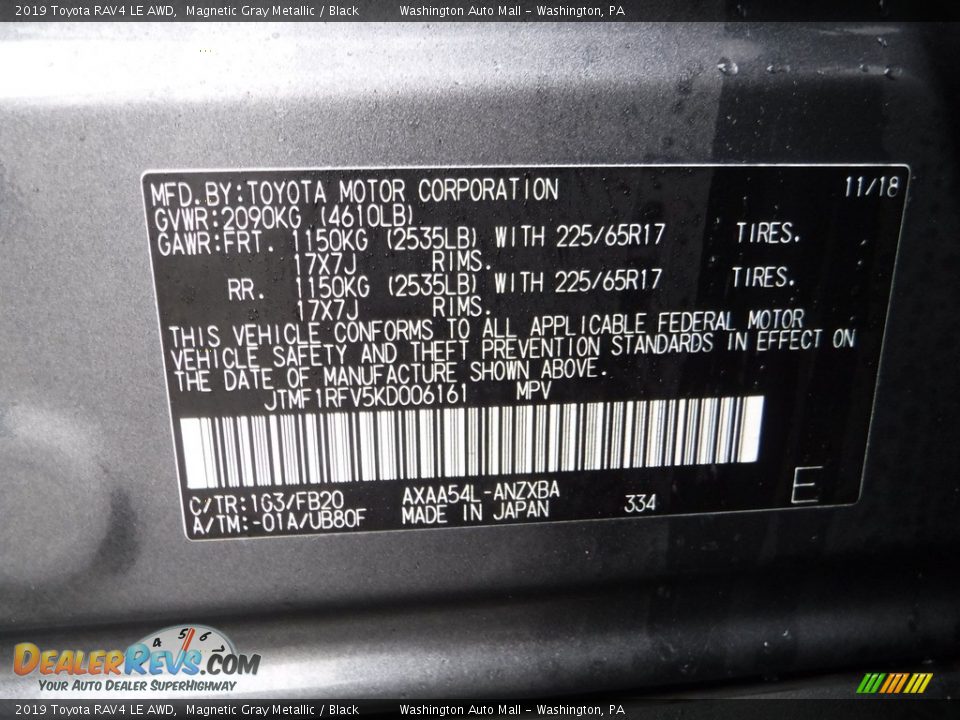 2019 Toyota RAV4 LE AWD, Magnetic Gray Metallic / Black Washington Auto Mall – Washington, PA
MFD.BY:TOYOTA MOTOR CORPORATION 11/18
GVWR:2090KG (4610LB)
GAWR:FRT. 1150KG (2535LB) WITH 225/65R17 TIRES.
17X7J RIMS.
RR. 1150KG (2535LB) WITH 225/65R17 TIRES.
17X7J RIMS.
THIS VEHICLE CONFORMS TO ALL APPLICABLE FEDERAL MOTOR
VEHICLE SAFETY AND THEFT PREVENTION STANDARDS IN EFFECT ON
THE DATE OF MANUFACTURE SHOWN ABOVE.
JTMF1RFV5KD006161 MPV
C/TR:1G3/FB20 AXAA54L-ANZXBA 334 E
A/TM:-01A/UB80F MADE IN JAPAN
4 5 6 7
DEALERREVS.COM
YOUR AUTO DEALER SUPERHIGHWAY
2019 Toyota RAV4 LE AWD, Magnetic Gray Metallic / Black Washington Auto Mall – Washington, PA